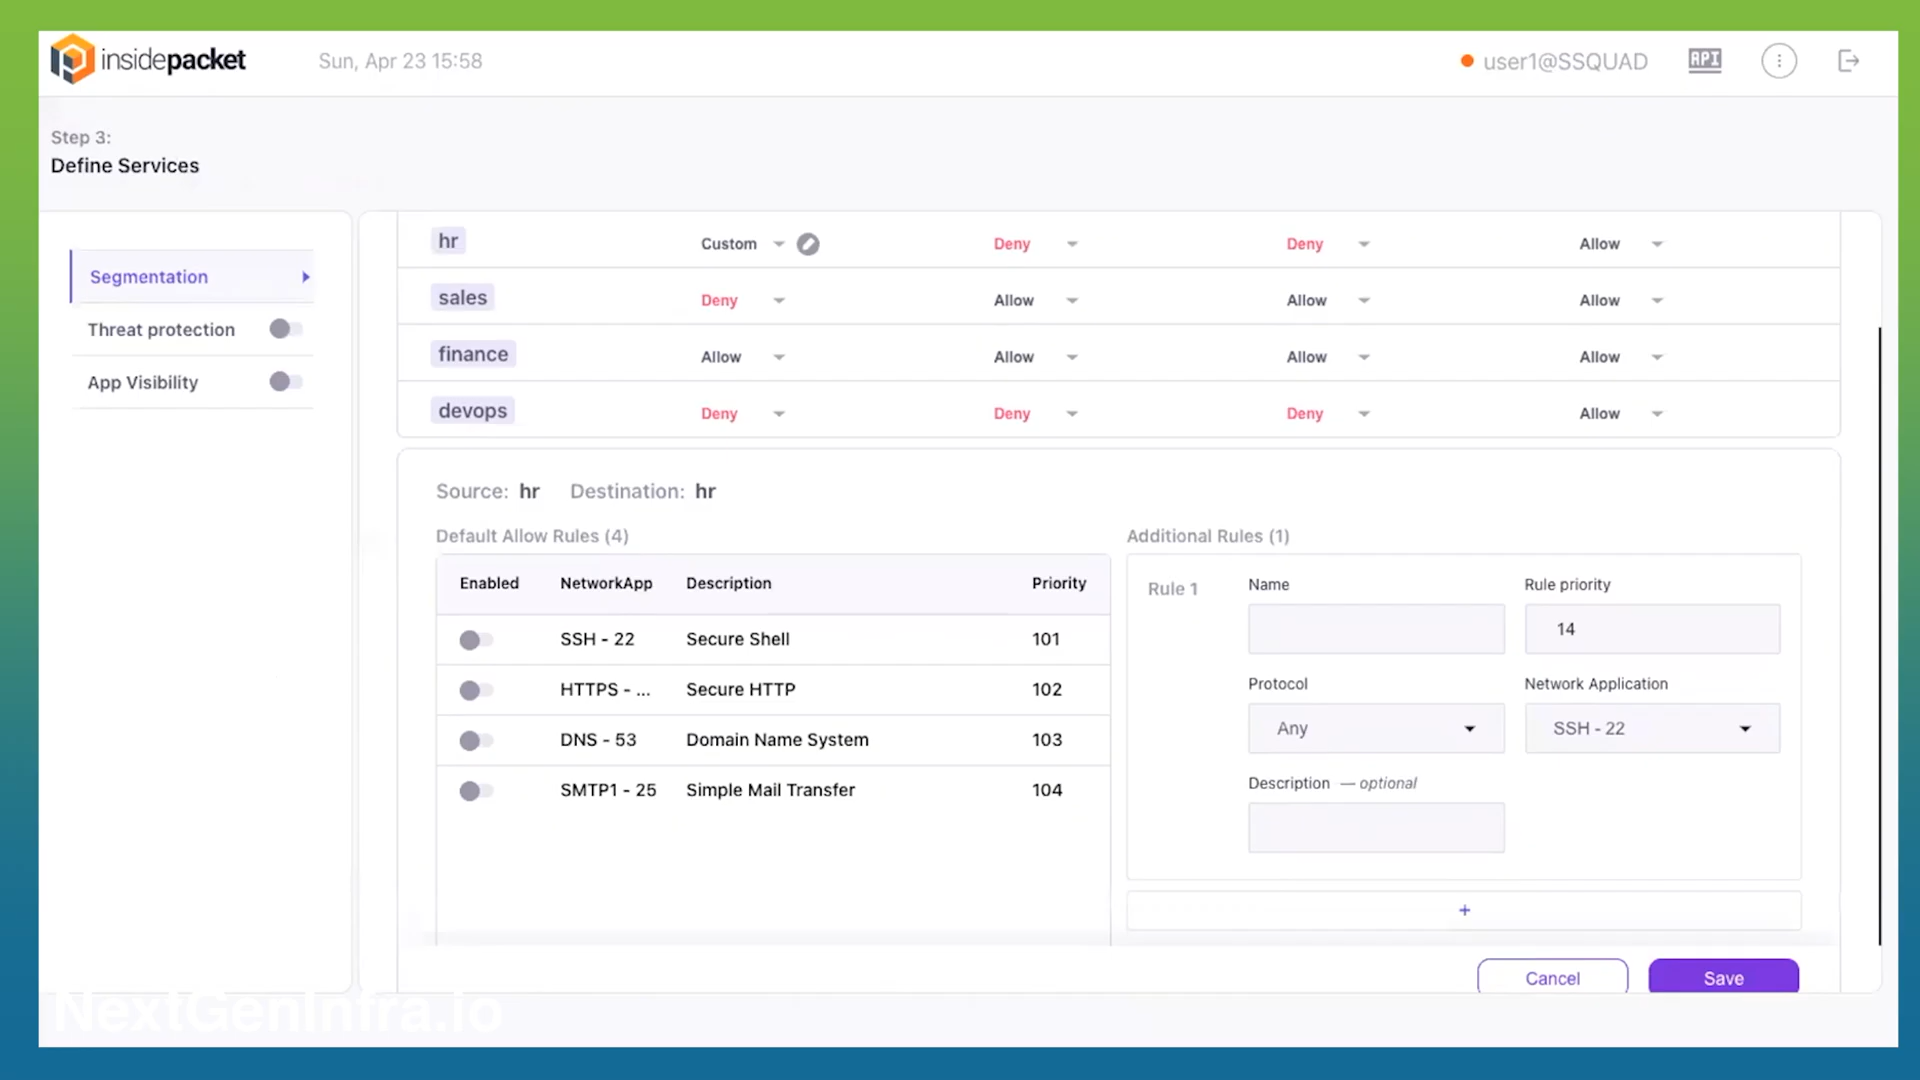 insidepacket
Sun, Apr 23 15:58
user1@SSQUAD
API
Step 3:
Define Services
Segmentation
Threat protection
App Visibility
hr Custom Deny Deny Allow
sales Deny Allow Allow Allow
finance Allow Allow Allow Allow
devops Deny Deny Deny Allow
Source: hr Destination: hr
Default Allow Rules (4)
Enabled NetworkApp Description Priority
SSH - 22 Secure Shell 101
HTTPS - ... Secure HTTP 102
DNS - 53 Domain Name System 103
SMTP1 - 25 Simple Mail Transfer 104
Additional Rules (1)
Rule 1
Name Rule priority
14
Protocol Network Application
Any SSH - 22
Description — optional
+
Cancel Save
NextGenInfra.io